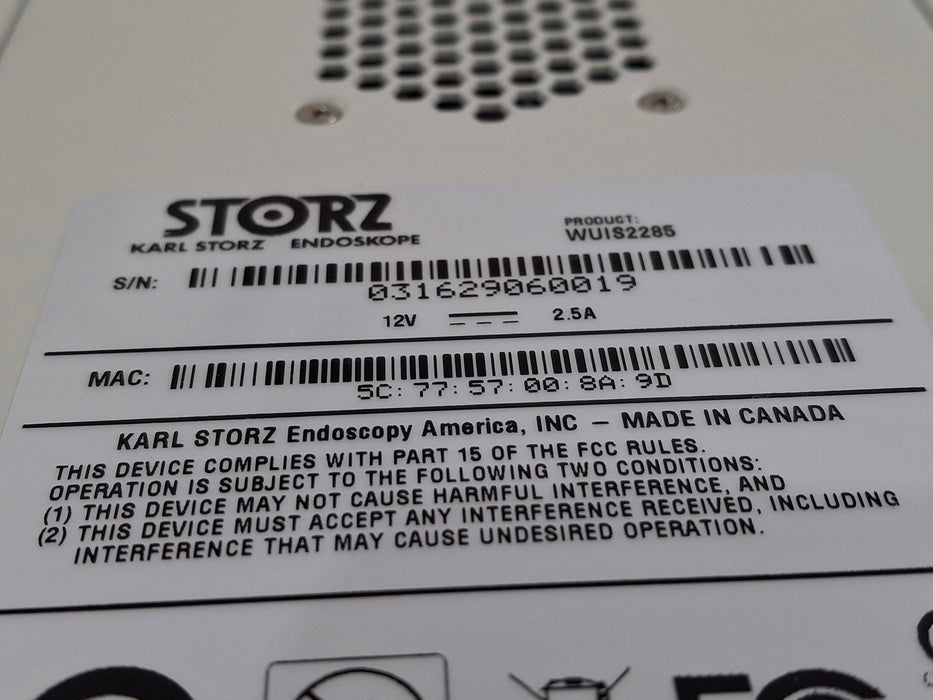 STORZ
KARL STORZ ENDOSKOPE
PRODUCT:
WUIS2285
S/N:
031629060019
12V 2.5A
MAC:
5C:77:57:00:8A:9D
KARL STORZ Endoscopy America, INC – MADE IN CANADA
THIS DEVICE COMPLIES WITH PART 15 OF THE FCC RULES.
OPERATION IS SUBJECT TO THE FOLLOWING TWO CONDITIONS:
(1) THIS DEVICE MAY NOT CAUSE HARMFUL INTERFERENCE, AND
(2) THIS DEVICE MUST ACCEPT ANY INTERFERENCE RECEIVED, INCLUDING
INTERFERENCE THAT MAY CAUSE UNDESIRED OPERATION.